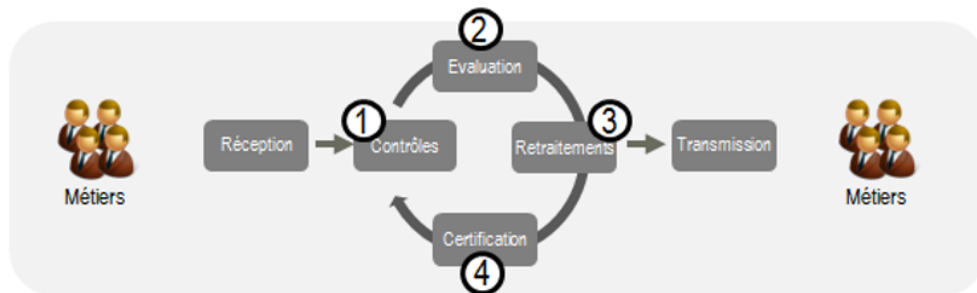 2
Evaluation
1
3
Réception
Contrôles
Retraitements
Transmission
Métiers
Métiers
Certification
4